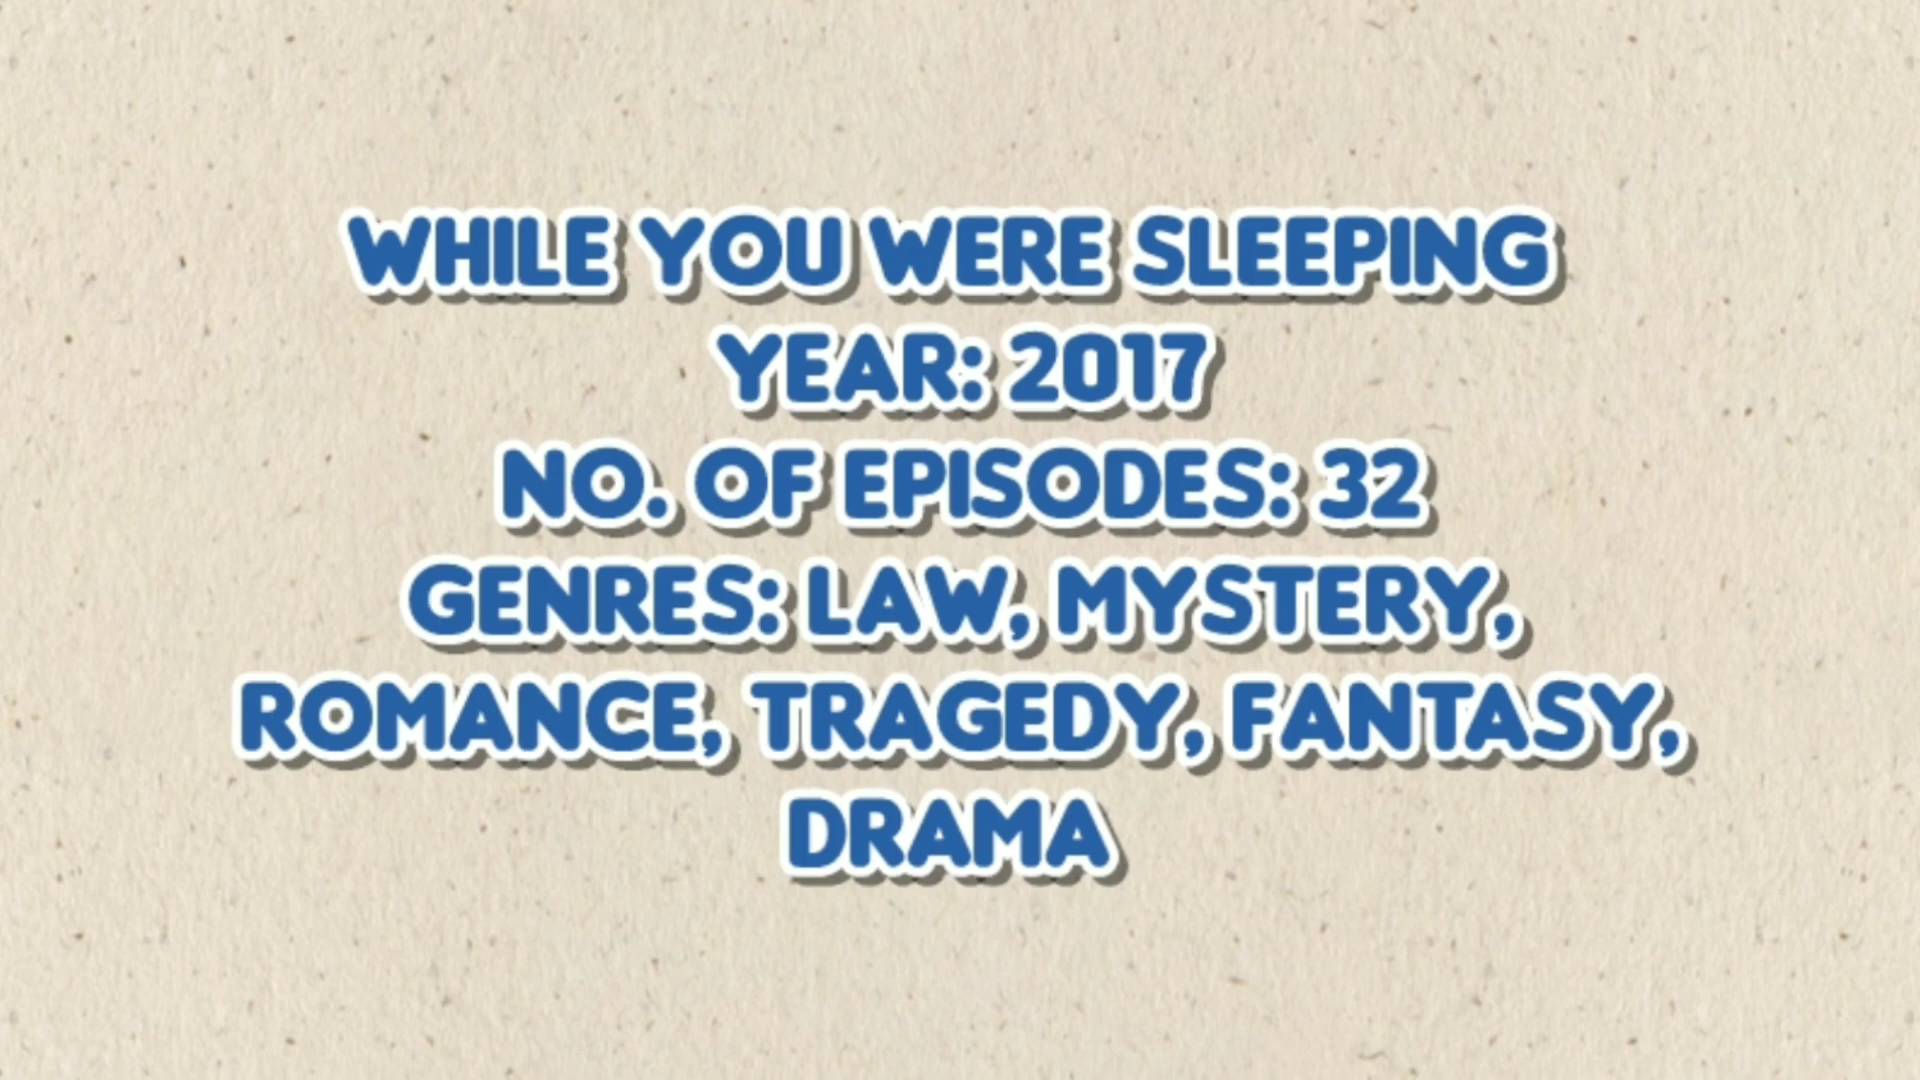 WHILE YOU WERE SLEEPING
YEAR: 2017
NO. OF EPISODES: 32
GENRES: LAW, MYSTERY,
ROMANCE, TRAGEDY, FANTASY,
DRAMA